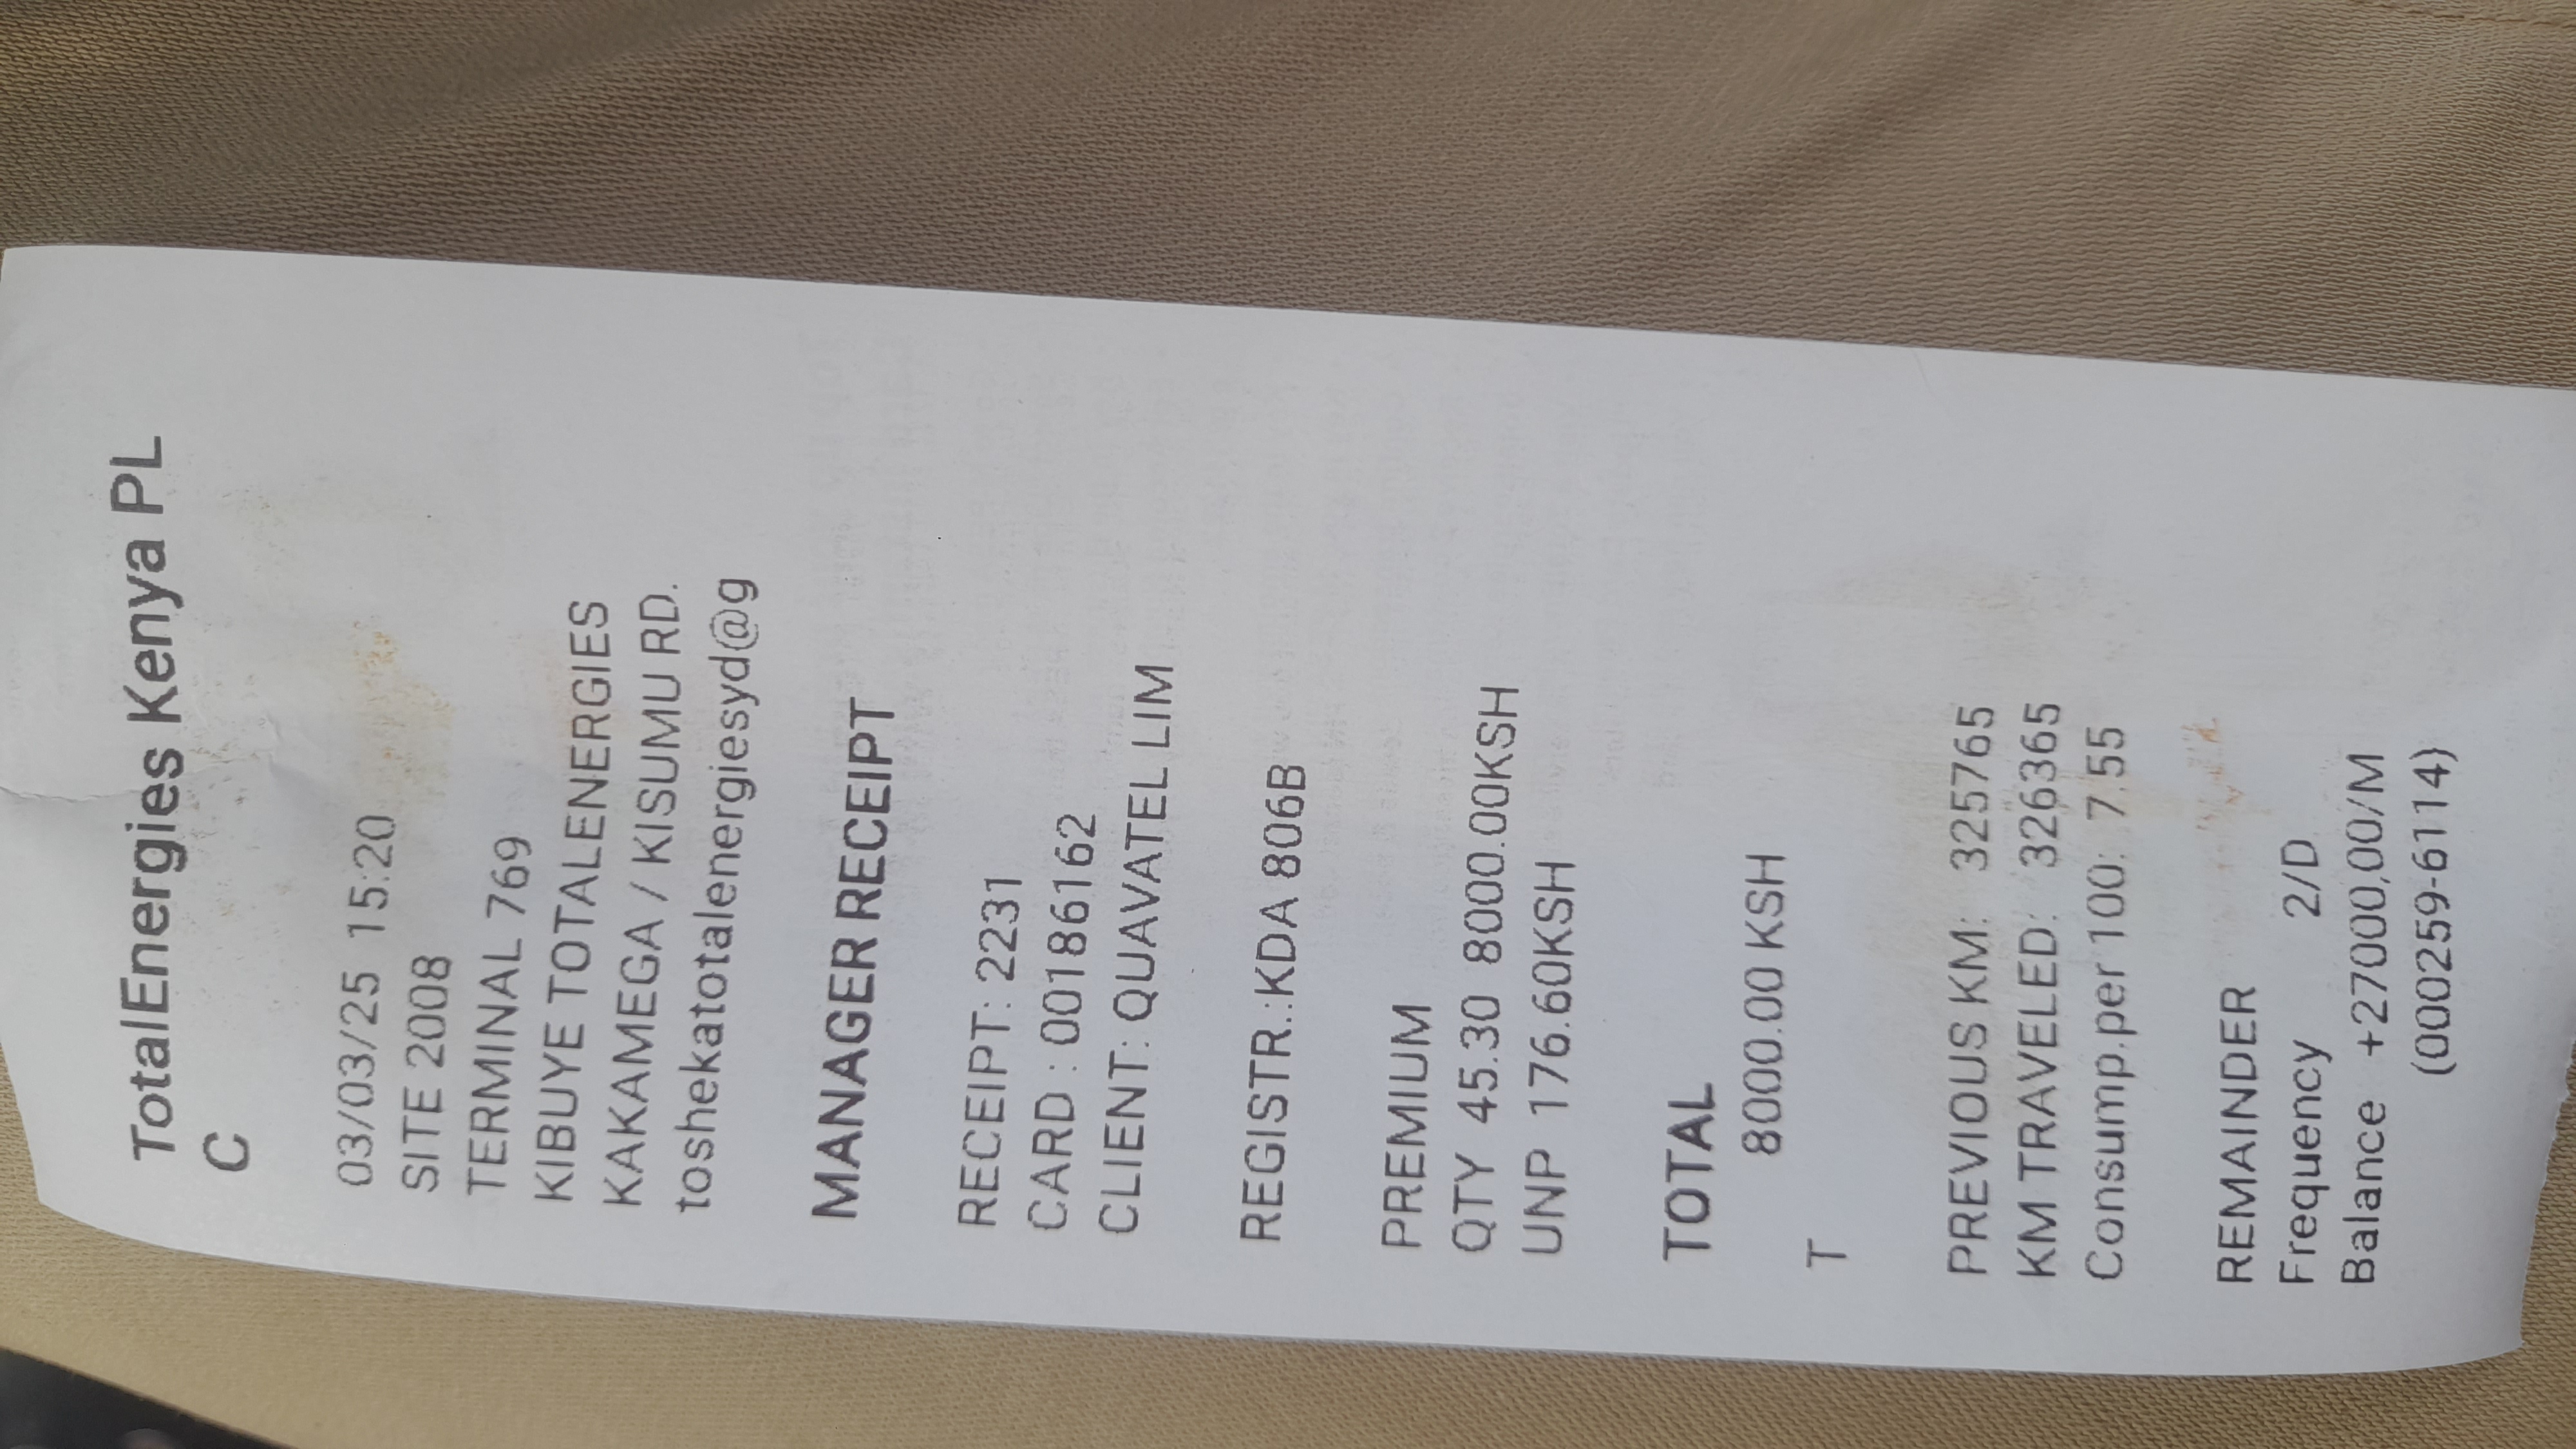 TotalEnergies Kenya PL
C
03/03/25 15:20
SITE 2008
TERMINAL 769
KIBUYE TOTALENERGIES
KAKAMEGA / KISUMU RD.
toshekatotalenergiesyd@g
MANAGER RECEIPT
RECEIPT: 2231
CARD : 00186162
CLIENT: QUAVATEL LIM
REGISTR.:KDA 806B
PREMIUM
QTY 45.30 8000.00KSH
UNP 176.60KSH
TOTAL
8000.00 KSH
T
PREVIOUS KM: 325765
KM TRAVELED: 326365
Consump.per 100: 7.55
REMAINDER
Frequency 2/D
Balance +27000,00/M
(000259-6114)